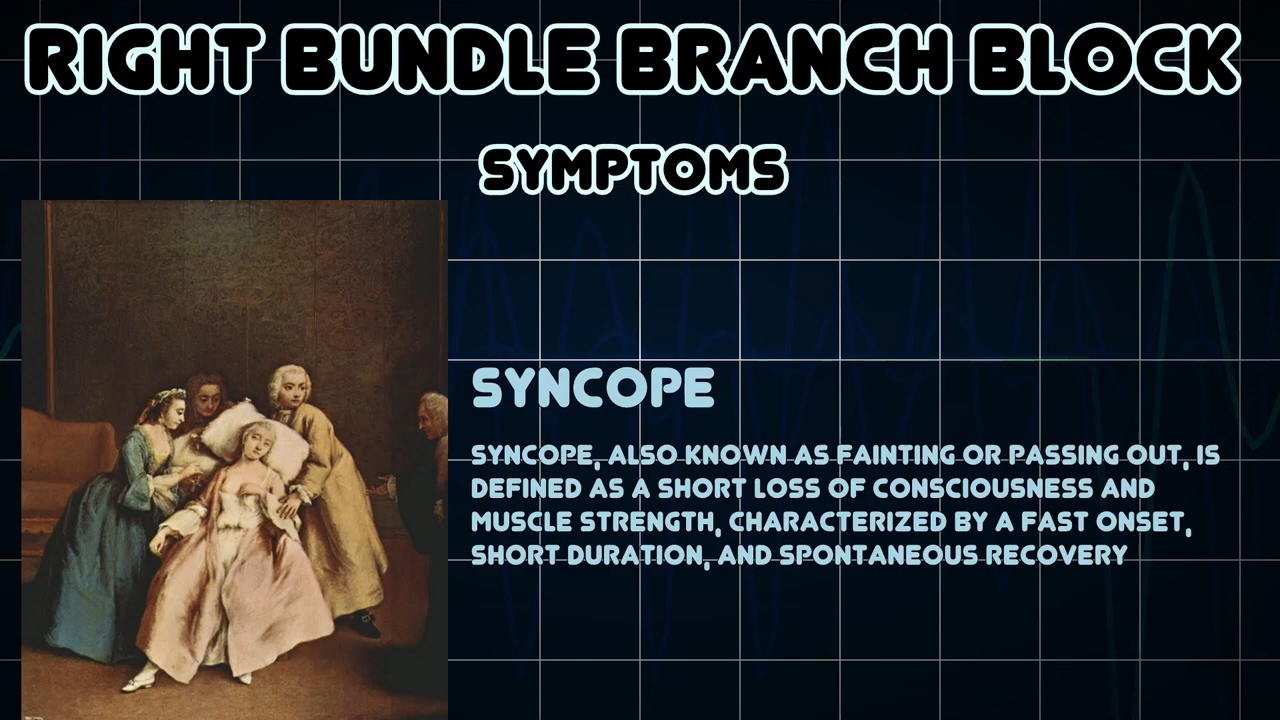 RIGHT BUNDLE BRANCH BLOCK
SYMPTOMS
SYNCOPE
SYNCOPE, ALSO KNOWN AS FAINTING OR PASSING OUT, IS
DEFINED AS A SHORT LOSS OF CONSCIOUSNESS AND
MUSCLE STRENGTH, CHARACTERIZED BY A FAST ONSET,
SHORT DURATION, AND SPONTANEOUS RECOVERY